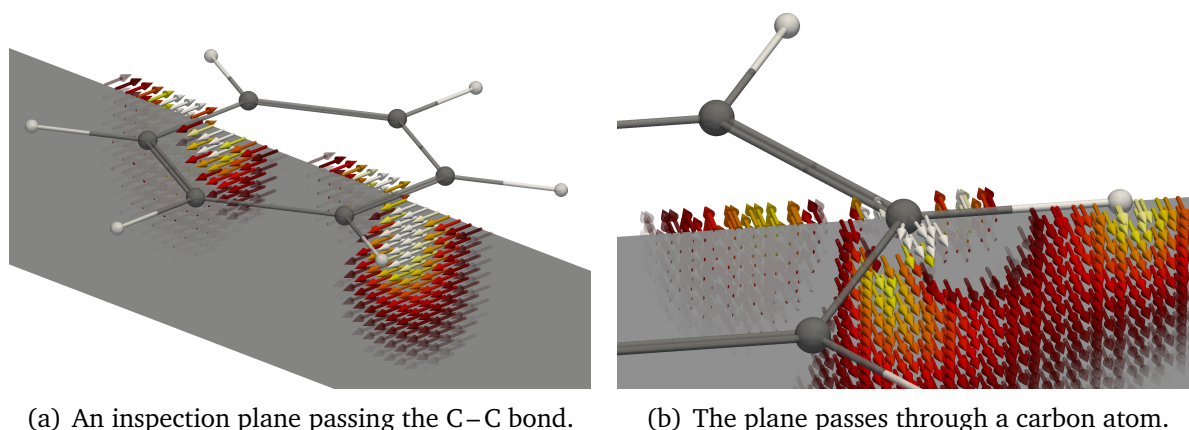 (a) An inspection plane passing the C–C bond.
(b) The plane passes through a carbon atom.